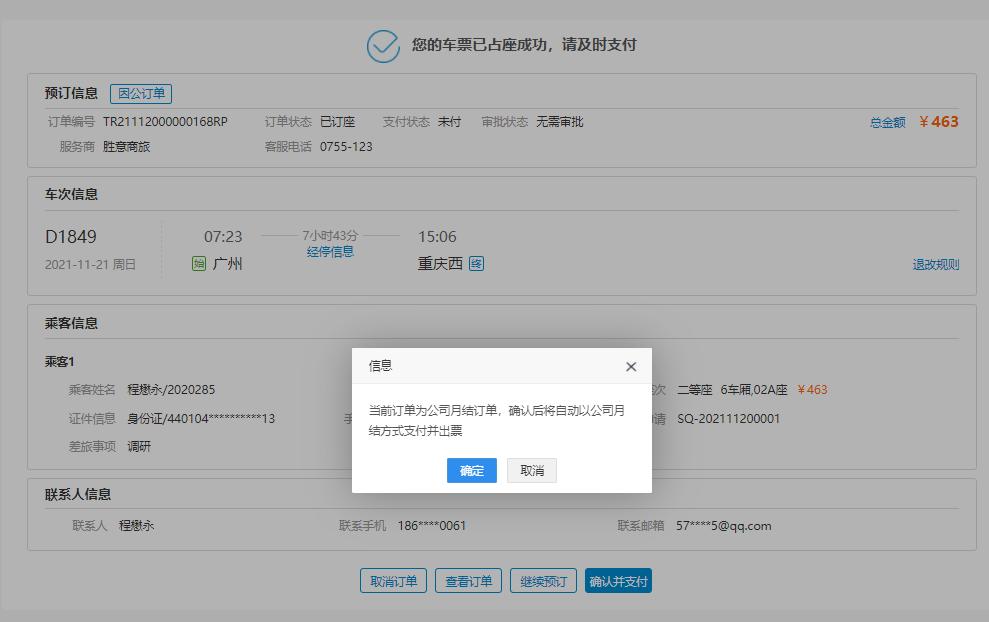 您的车票已占座成功，请及时支付
预订信息 因公订单
订单编号 TR21112000000168RP 订单状态 已订座 支付状态 未付 审批状态 无需审批 总金额 ￥463
服务商 胜意商旅 客服电话 0755-123
车次信息
D1849 07:23 7小时43分 15:06
经停信息
2021-11-21 周日 始 广州 重庆西 终 退改规则
乘客信息
乘客1
信息
当前订单为公司月结订单，确认后将自动以公司月
结方式支付并出票
确定 取消
乘客姓名 程懋永/2020285 次 二等座 6车厢,02A座 ￥463
证件信息 身份证/440104**********13 手 请 SQ-202111200001
差旅事项 调研
联系人信息
联系人 程懋永 联系手机 186****0061 联系邮箱 57****5@qq.com
取消订单 查看订单 继续预订 确认并支付